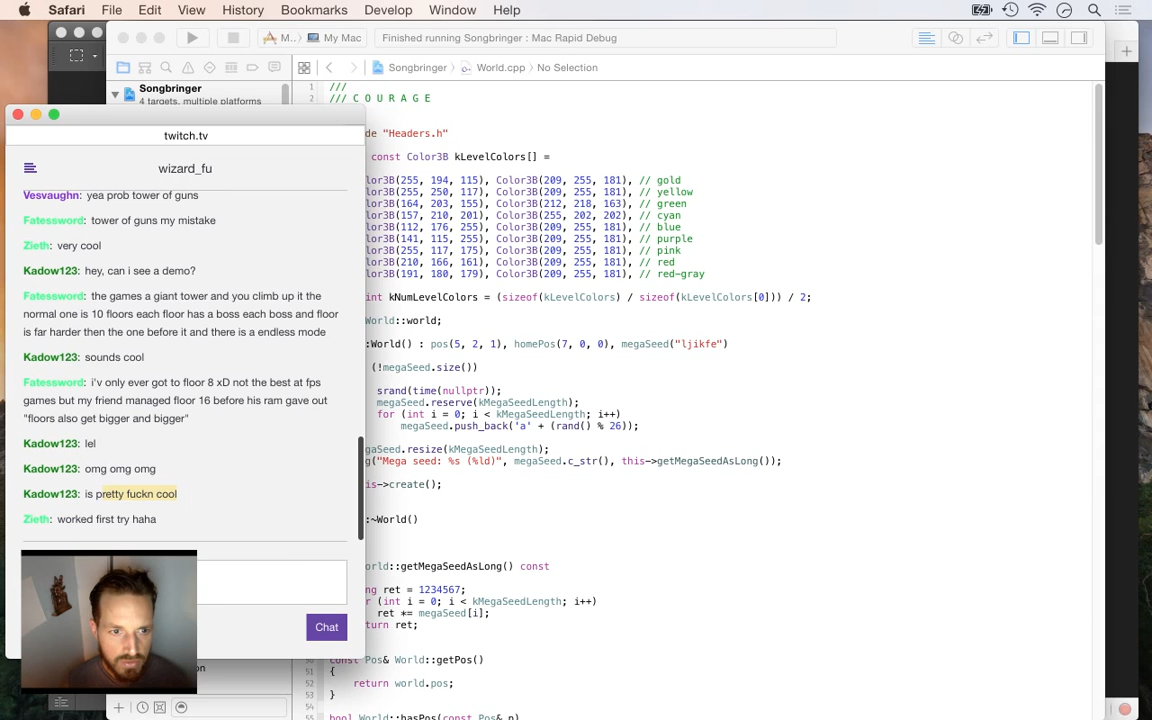 Safari File Edit View History Bookmarks Develop Window Help
M.. My Mac
Finished running Songbringer : Mac Rapid Debug
Songbringer
4 targets, multiple platforms
Songbringer World.cpp No Selection
twitch.tv
wizard_fu
Vesvaughn: yea prob tower of guns
Fatessword: tower of guns my mistake
Zieth: very cool
Kadow123: hey, can i see a demo?
Fatessword: the games a giant tower and you climb up it the
normal one is 10 floors each floor has a boss each boss and floor
is far harder then the one before it and there is a endless mode
Kadow123: sounds cool
Fatessword: i'v only ever got to floor 8 xD not the best at fps
games but my friend managed floor 16 before his ram gave out
"floors also get bigger and bigger"
Kadow123: lel
Kadow123: omg omg omg
Kadow123: is pretty fuckn cool
Zieth: worked first try haha
Chat
1 ///
2 /// C O U R A G E
de "Headers.h"
const Color3B kLevelColors[] =
lor3B(255, 194, 115), Color3B(209, 255, 181), // gold
lor3B(255, 250, 117), Color3B(209, 255, 181), // yellow
lor3B(164, 203, 155), Color3B(212, 218, 163), // green
lor3B(157, 210, 201), Color3B(255, 202, 202), // cyan
lor3B(112, 176, 255), Color3B(209, 255, 181), // blue
lor3B(141, 115, 255), Color3B(209, 255, 181), // purple
lor3B(255, 117, 175), Color3B(209, 255, 181), // pink
lor3B(210, 166, 161), Color3B(209, 255, 181), // red
lor3B(191, 180, 179), Color3B(209, 255, 181), // red-gray
int kNumLevelColors = (sizeof(kLevelColors) / sizeof(kLevelColors[0])) / 2;
World::world;
:World() : pos(5, 2, 1), homePos(7, 0, 0), megaSeed("ljikfe")
(!megaSeed.size())
srand(time(nullptr));
megaSeed.reserve(kMegaSeedLength);
for (int i = 0; i < kMegaSeedLength; i++)
megaSeed.push_back('a' + (rand() % 26));
gaSeed.resize(kMegaSeedLength);
g("Mega seed: %s (%ld)", megaSeed.c_str(), this->getMegaSeedAsLong());
is->create();
:~World()
orld::getMegaSeedAsLong() const
ng ret = 1234567;
r (int i = 0; i < kMegaSeedLength; i++)
ret *= megaSeed[i];
turn ret;
50 const Pos& World::getPos()
51 {
52 return world.pos;
53 }
54
bool World::hasPos(const Pos& p)